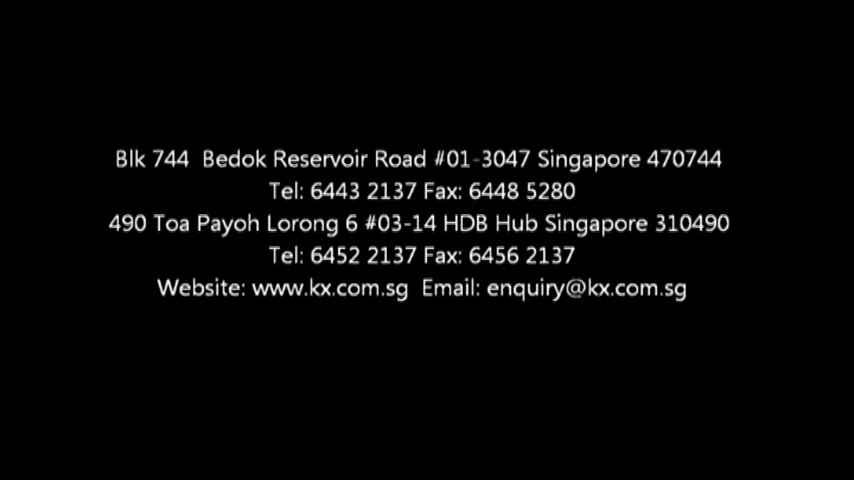 Blk 744  Bedok Reservoir Road #01-3047 Singapore 470744
Tel: 6443 2137 Fax: 6448 5280
490 Toa Payoh Lorong 6 #03-14 HDB Hub Singapore 310490
Tel: 6452 2137 Fax: 6456 2137
Website: www.kx.com.sg  Email: enquiry@kx.com.sg